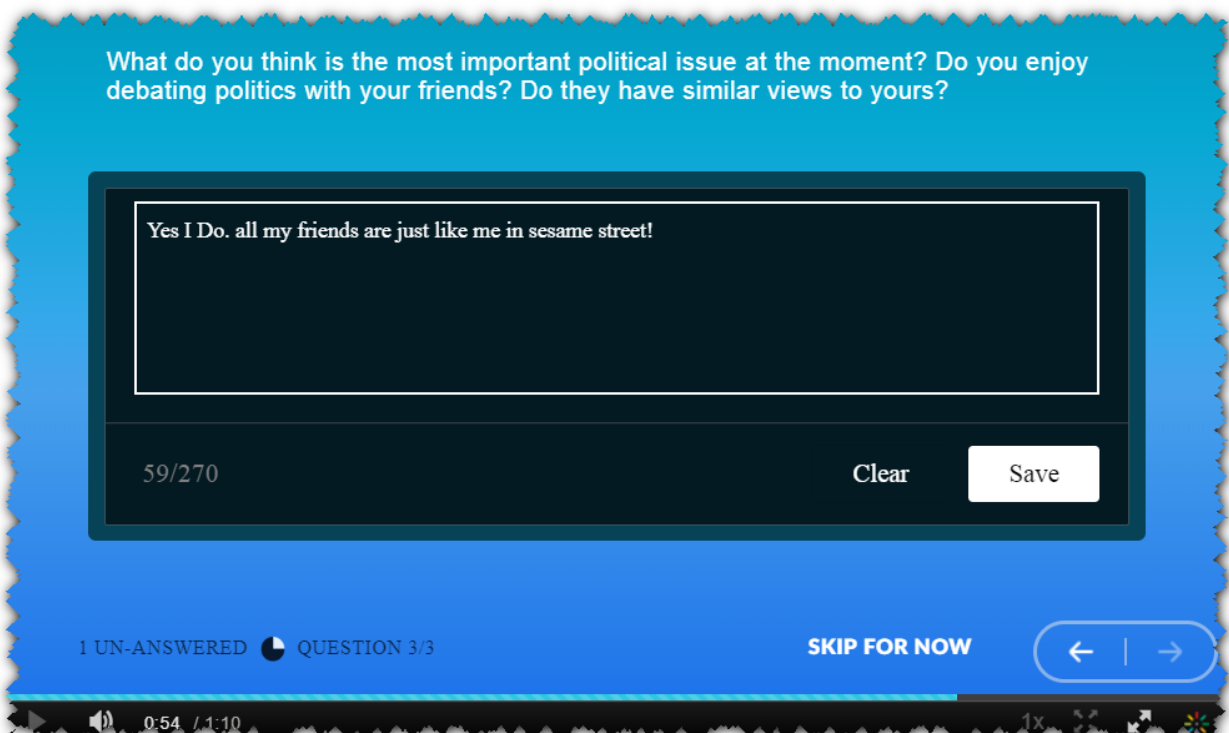 What do you think is the most important political issue at the moment? Do you enjoy
debating politics with your friends? Do they have similar views to yours?
Yes I Do. all my friends are just like me in sesame street!
59/270
Clear
Save
1 UN-ANSWERED
QUESTION 3/3
SKIP FOR NOW
0:54 / 1:10
1x